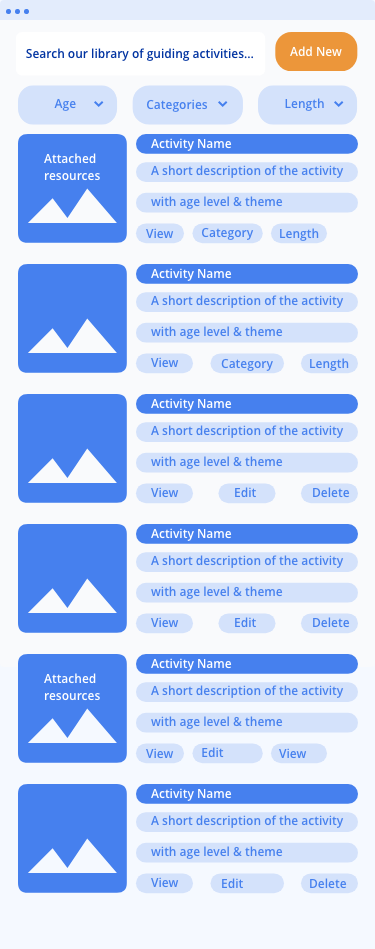 Search our library of guiding activities...
Add New
Age
Categories
Length
Attached
resources
Activity Name
A short description of the activity
with age level & theme
View
Category
Length
Activity Name
A short description of the activity
with age level & theme
View
Category
Length
Activity Name
A short description of the activity
with age level & theme
View
Edit
Delete
Activity Name
A short description of the activity
with age level & theme
View
Edit
Delete
Attached
resources
Activity Name
A short description of the activity
with age level & theme
View
Edit
View
Activity Name
A short description of the activity
with age level & theme
View
Edit
Delete